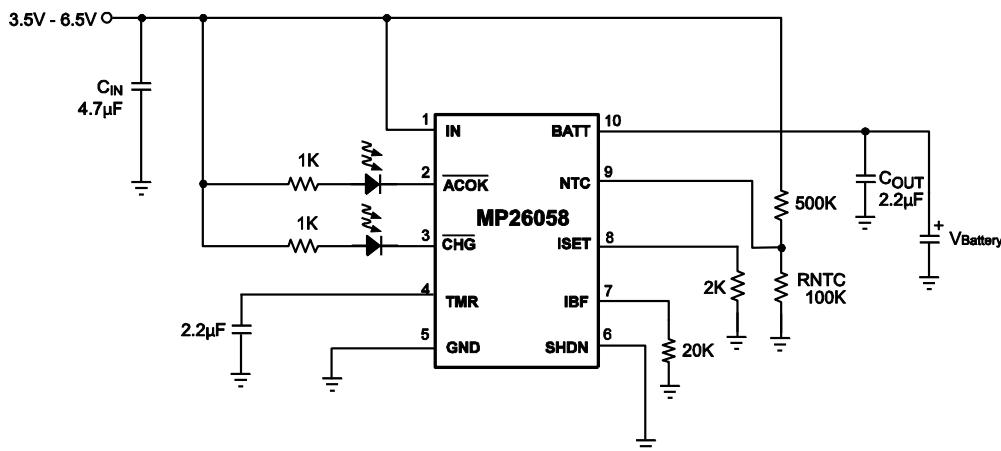 3.5V - 6.5V
CIN
4.7µF
1 IN
BATT 10
1K
2 ACOK
NTC 9
COUT
2.2µF
500K
MP26058
1K
3 CHG
ISET 8
+
VBattery
2K
RNTC
100K
4 TMR
IBF 7
2.2µF
5 GND
SHDN 6
20K